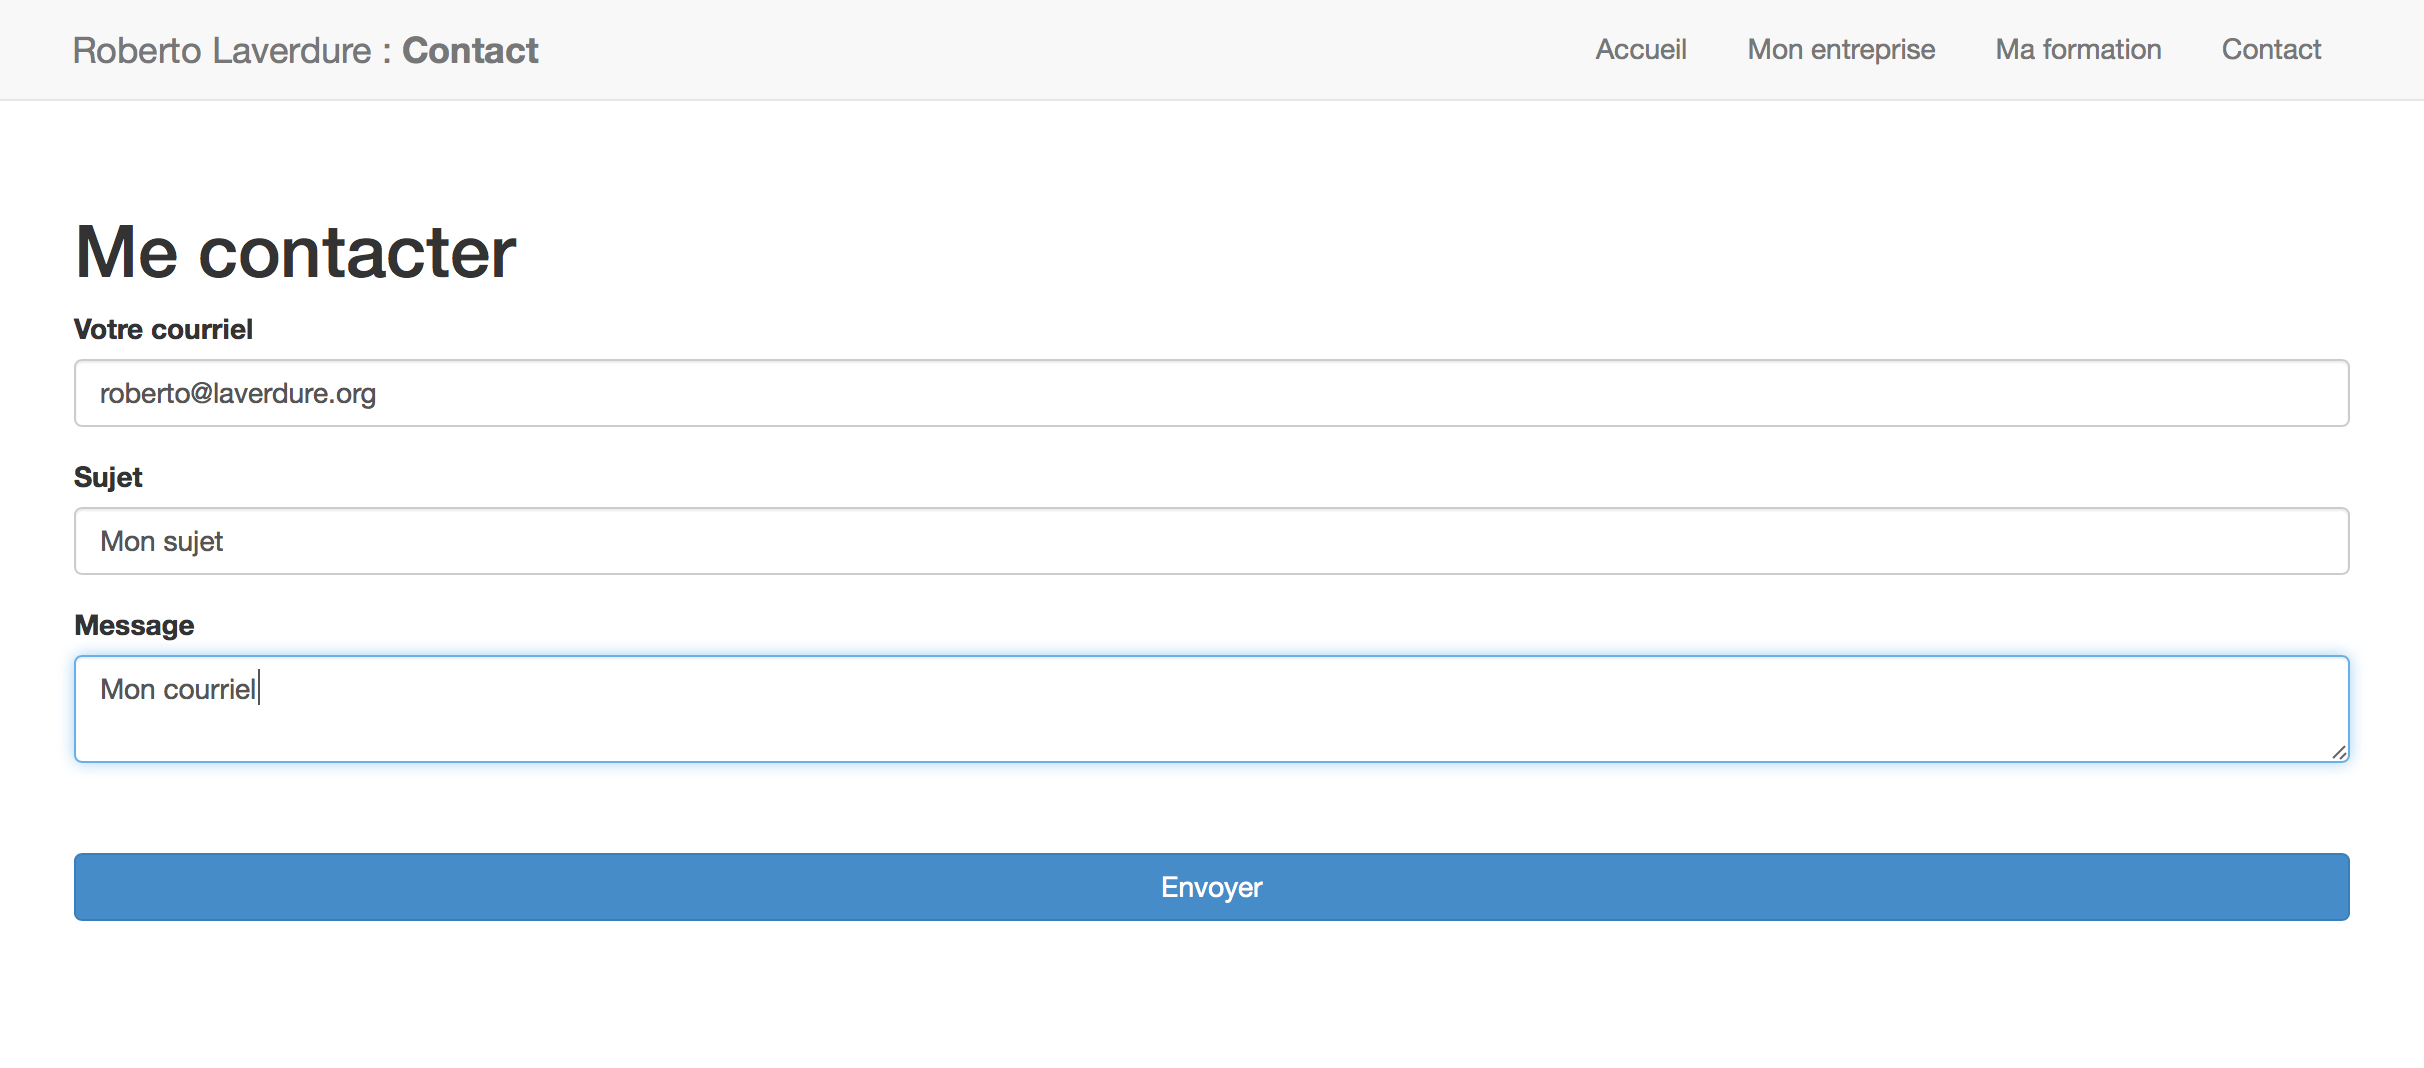 Roberto Laverdure : Contact Accueil Mon entreprise Ma formation Contact
Me contacter
Votre courriel
roberto@laverdure.org
Sujet
Mon sujet
Message
Mon courriel
Envoyer